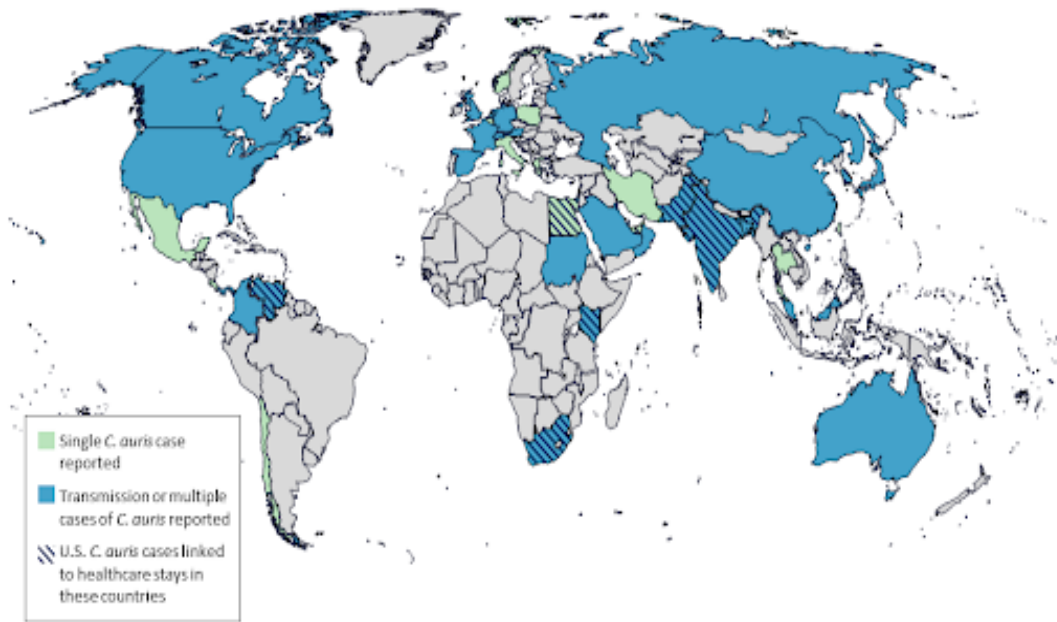 Single C. auris case
reported
Transmission or multiple
cases of C. auris reported
U.S. C. auris cases linked
to healthcare stays in
these countries